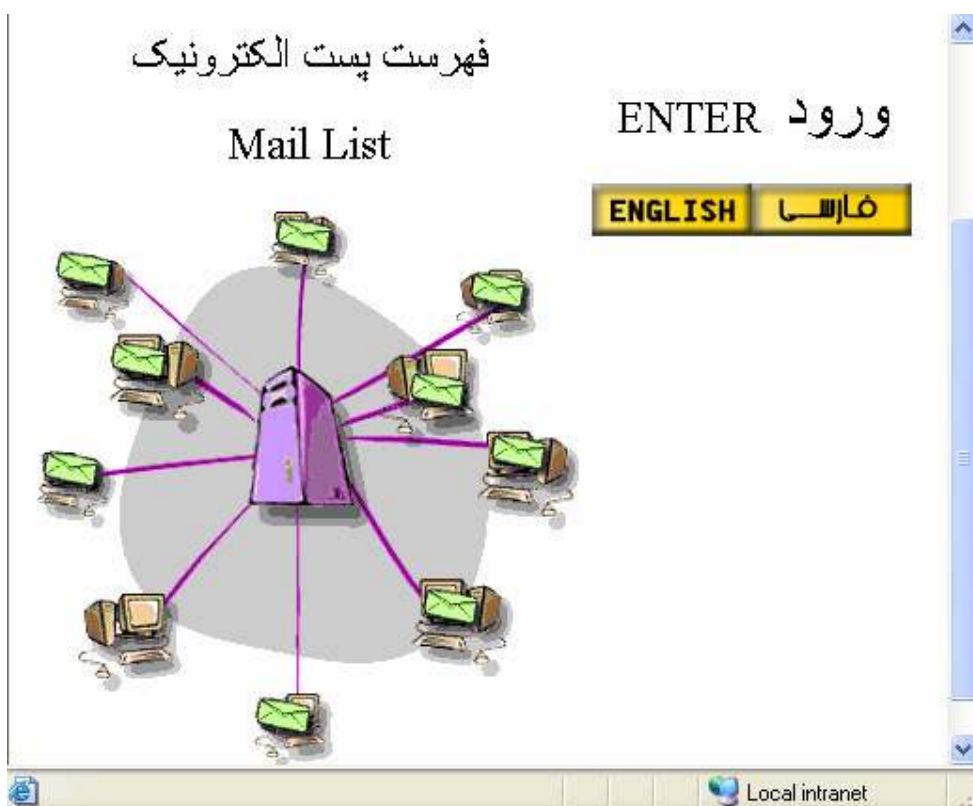 فهرست پست الکترونیک
Mail List
ورود ENTER
ENGLISH فارسی
Local intranet